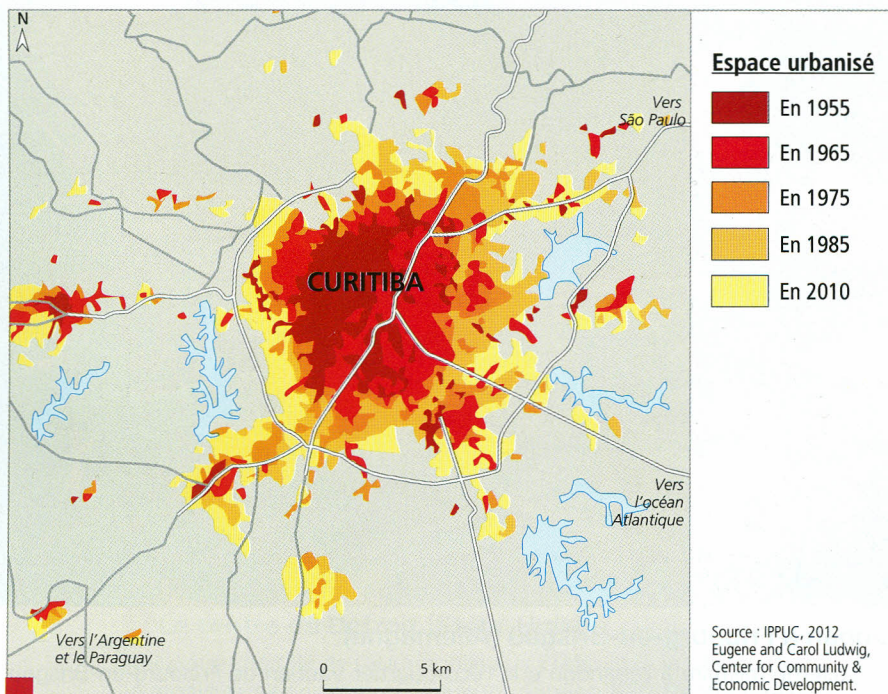 N
Vers
São Paulo
CURITIBA
Vers
l'océan
Atlantique
Vers l'Argentine
et le Paraguay
0 5 km
Espace urbanisé
En 1955
En 1965
En 1975
En 1985
En 2010
Source : IPPUC, 2012
Eugene and Carol Ludwig,
Center for Community &
Economic Development.